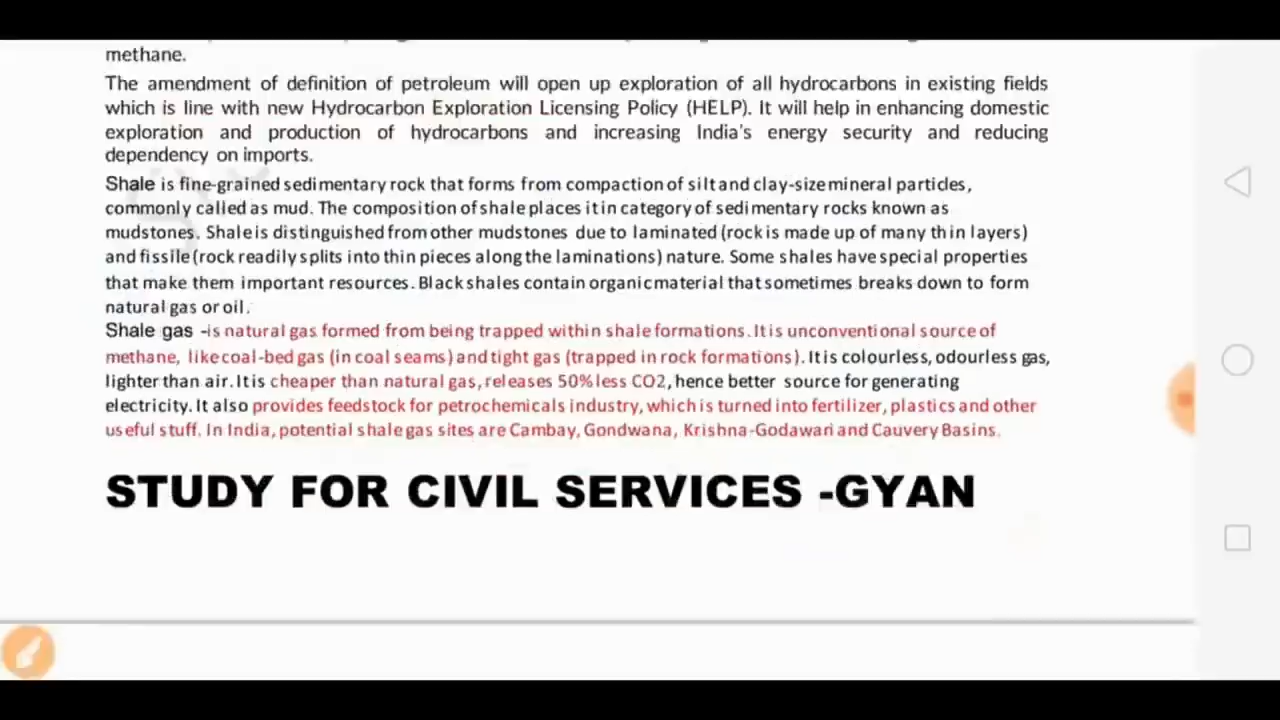 methane.
The amendment of definition of petroleum will open up exploration of all hydrocarbons in existing fields
which is line with new Hydrocarbon Exploration Licensing Policy (HELP). It will help in enhancing domestic
exploration and production of hydrocarbons and increasing India's energy security and reducing
dependency on imports.
Shale is fine-grained sedimentary rock that forms from compaction of silt and clay-size mineral particles,
commonly called as mud. The composition of shale places it in category of sedimentary rocks known as
mudstones. Shale is distinguished from other mudstones due to laminated (rock is made up of many thin layers)
and fissile (rock readily splits into thin pieces along the laminations) nature. Some shales have special properties
that make them important resources. Black shales contain organic material that sometimes breaks down to form
natural gas or oil.
Shale gas -is natural gas formed from being trapped within shale formations. It is unconventional source of
methane, like coal-bed gas (in coal seams) and tight gas (trapped in rock formations). It is colourless, odourless gas,
lighter than air. It is cheaper than natural gas, releases 50% less CO2, hence better source for generating
electricity. It also provides feedstock for petrochemicals industry, which is turned into fertilizer, plastics and other
useful stuff. In India, potential shale gas sites are Cambay, Gondwana, Krishna-Godawari and Cauvery Basins.
STUDY FOR CIVIL SERVICES -GYAN